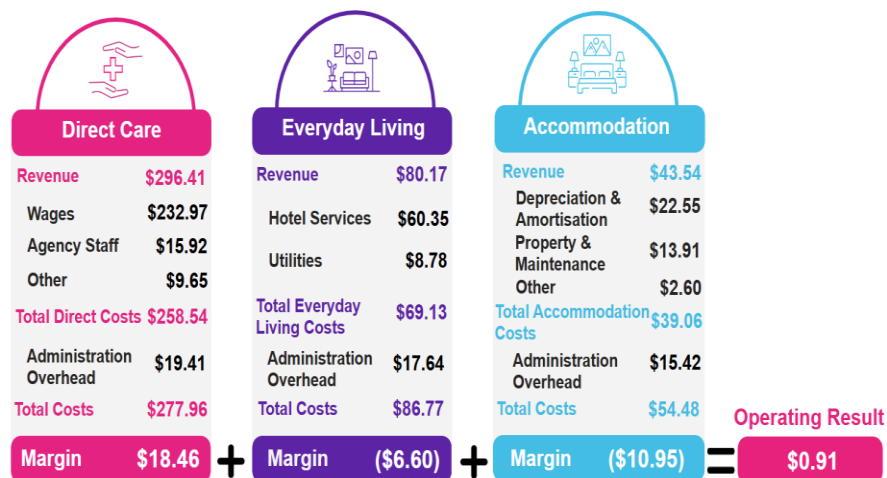 Direct Care
Revenue $296.41
Wages $232.97
Agency Staff $15.92
Other $9.65
Total Direct Costs $258.54
Administration
Overhead $19.41
Total Costs $277.96
Margin $18.46
+
Everyday Living
Revenue $80.17
Hotel Services $60.35
Utilities $8.78
Total Everyday
Living Costs $69.13
Administration
Overhead $17.64
Total Costs $86.77
Margin ($6.60)
+
Accommodation
Revenue $43.54
Depreciation &
Amortisation $22.55
Property &
Maintenance $13.91
Other $2.60
Total Accommodation
Costs $39.06
Administration
Overhead $15.42
Total Costs $54.48
Margin ($10.95)
=
Operating Result
$0.91